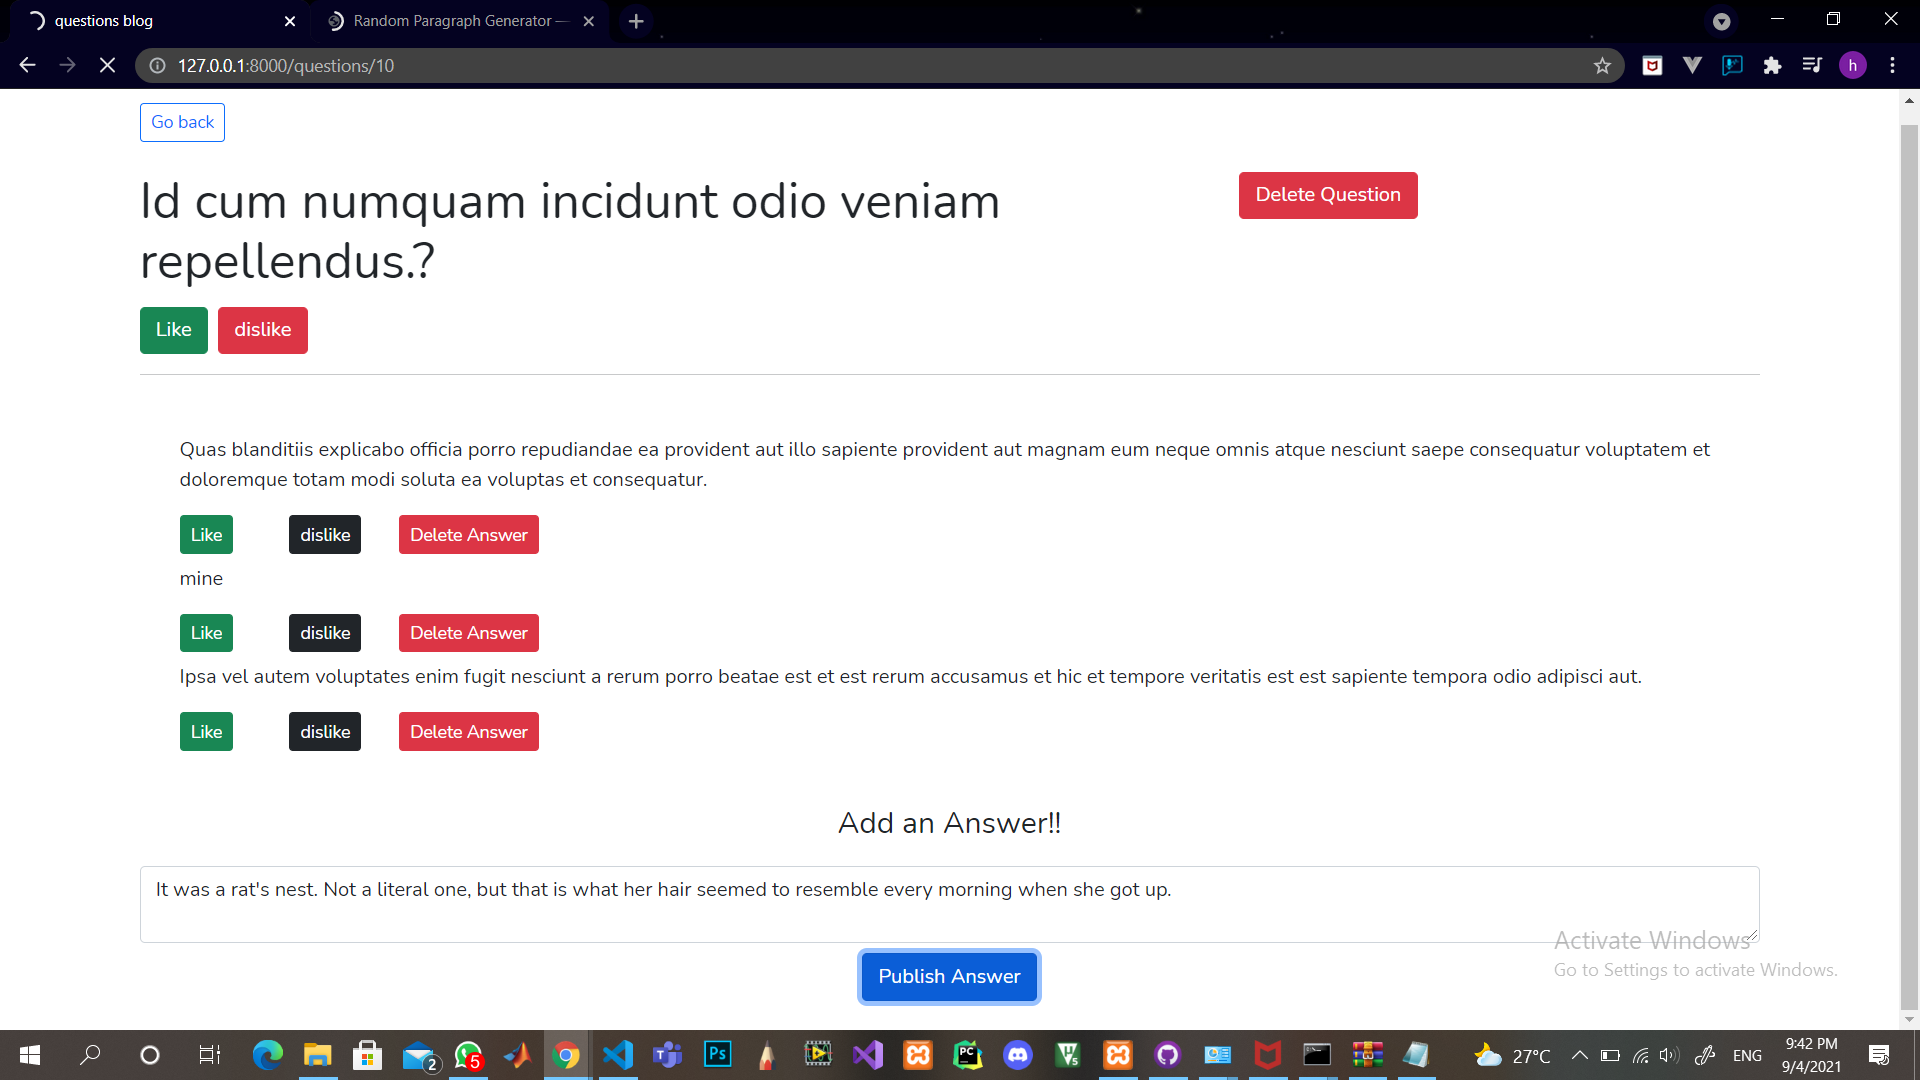 questions blog
Random Paragraph Generator —
127.0.0.1:8000/questions/10
h
Go back
Id cum numquam incidunt odio veniam
repellendus.?
Delete Question
Like dislike
Quas blanditiis explicabo officia porro repudiandae ea provident aut illo sapiente provident aut magnam eum neque omnis atque nesciunt saepe consequatur voluptatem et
doloremque totam modi soluta ea voluptas et consequatur.
Like dislike Delete Answer
mine
Like dislike Delete Answer
Ipsa vel autem voluptates enim fugit nesciunt a rerum porro beatae est et est rerum accusamus et hic et tempore veritatis est est sapiente tempora odio adipisci aut.
Like dislike Delete Answer
Add an Answer!!
It was a rat's nest. Not a literal one, but that is what her hair seemed to resemble every morning when she got up.
Publish Answer
Activate Windows
Go to Settings to activate Windows.
2
5
Ps
PC
27°C
ENG
9:42 PM
9/4/2021